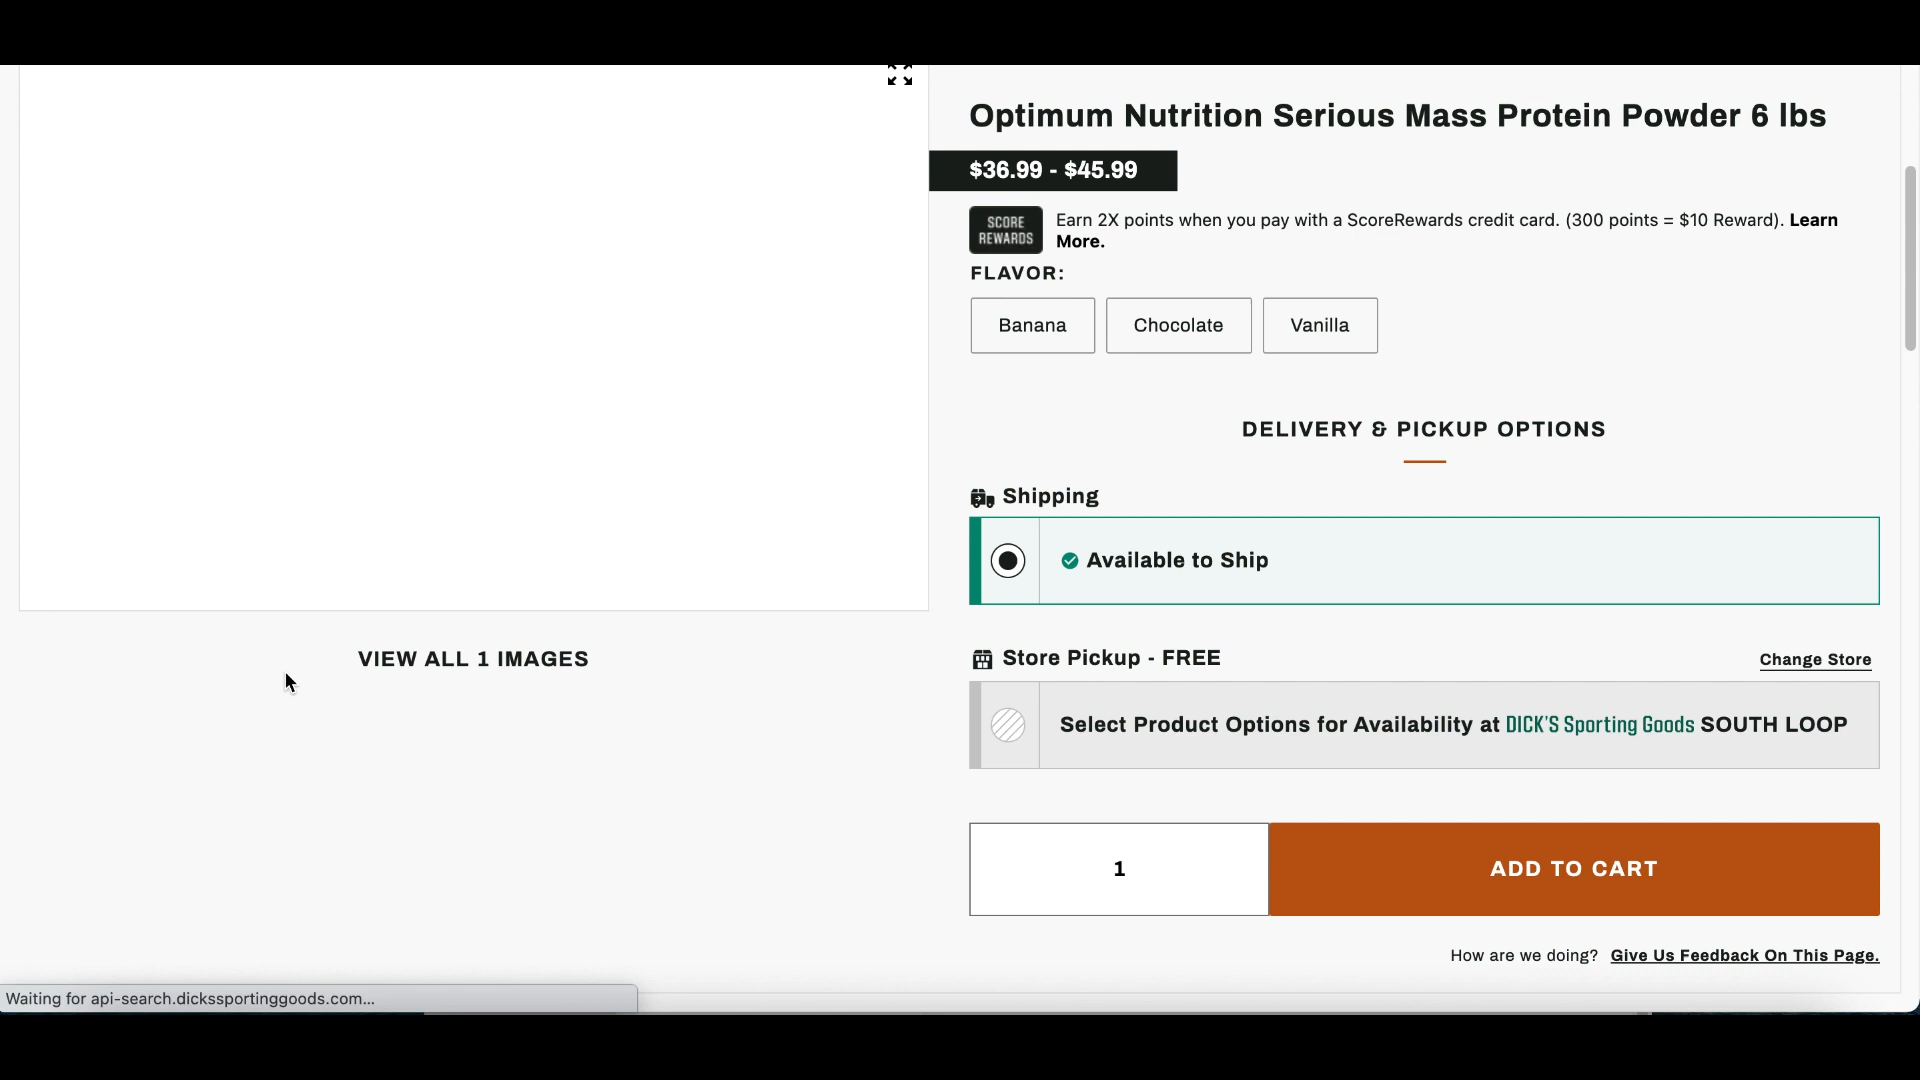 Optimum Nutrition Serious Mass Protein Powder 6 lbs
$36.99 - $45.99
SCORE
REWARDS
Earn 2X points when you pay with a ScoreRewards credit card. (300 points = $10 Reward). Learn
More.
FLAVOR:
Banana
Chocolate
Vanilla
DELIVERY & PICKUP OPTIONS
Shipping
Available to Ship
VIEW ALL 1 IMAGES
Store Pickup - FREE
Change Store
Select Product Options for Availability at DICK'S Sporting Goods SOUTH LOOP
1
ADD TO CART
How are we doing? Give Us Feedback On This Page.
Waiting for api-search.dickssportinggoods.com...